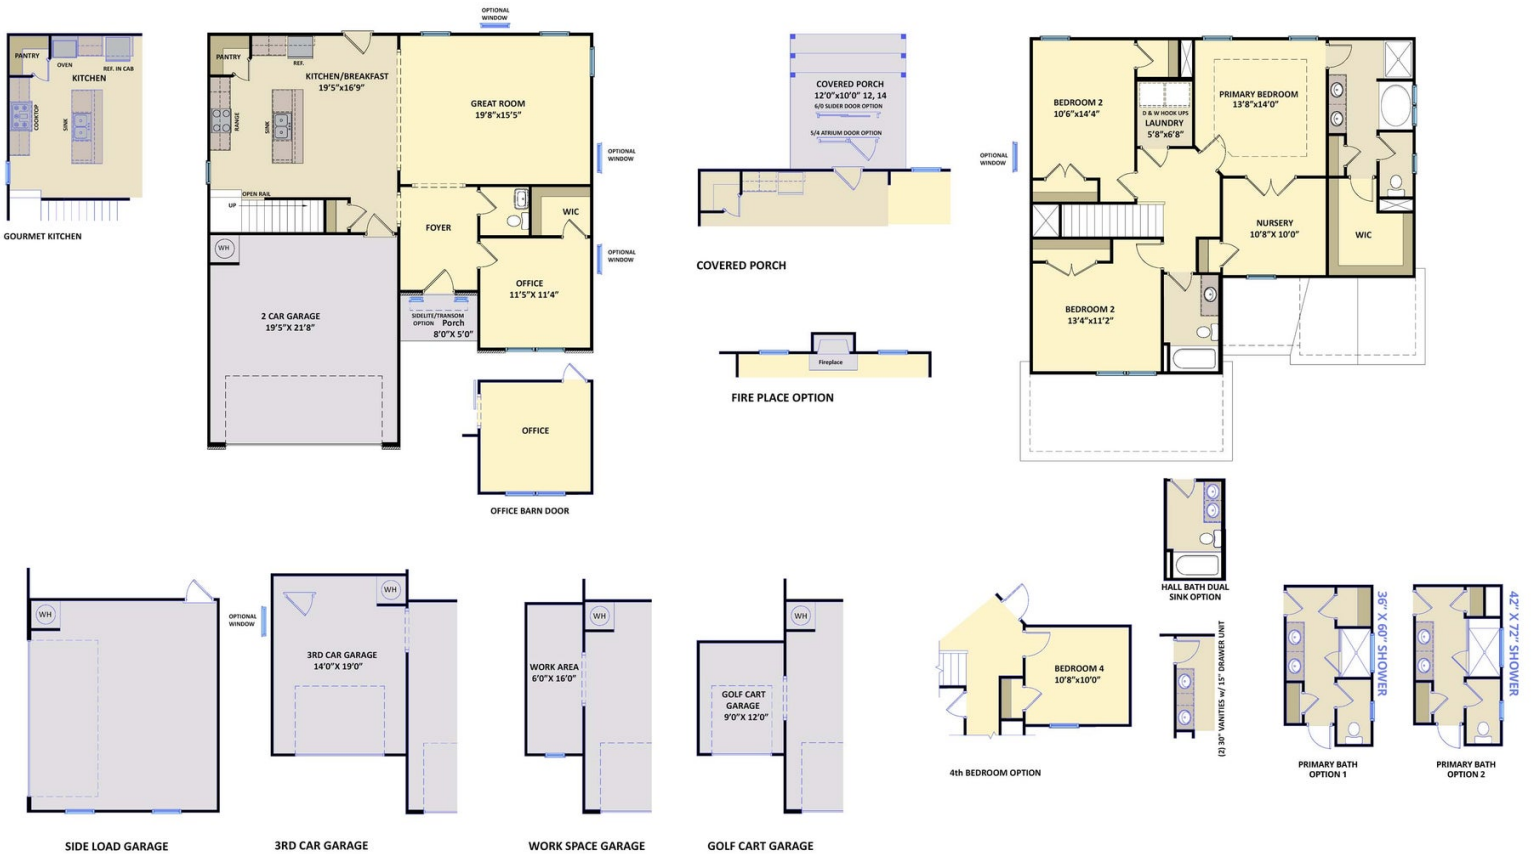 PANTRY
OVEN
REF. IN CAB
KITCHEN
COOKTOP
SINK
GOURMET KITCHEN
OPTIONAL
WINDOW
PANTRY
REF.
KITCHEN/BREAKFAST
19'5"x16'9"
RANGE
SINK
GREAT ROOM
19'8"x15'5"
OPTIONAL
WINDOW
OPEN RAIL
UP
FOYER
WIC
WH
OPTIONAL
WINDOW
OFFICE
11'5"X 11'4"
2 CAR GARAGE
19'5"X 21'8"
SIDELITE/TRANSOM
OPTION
Porch
8'0"X 5'0"
OFFICE
OFFICE BARN DOOR
COVERED PORCH
12'0"x10'0" 12, 14
6/0 SLIDER DOOR OPTION
5/4 ATRIUM DOOR OPTION
COVERED PORCH
Fireplace
FIRE PLACE OPTION
BEDROOM 2
10'6"x14'4"
OPTIONAL
WINDOW
D & W HOOK UPS
LAUNDRY
5'8"x6'8"
PRIMARY BEDROOM
13'8"x14'0"
NURSERY
10'8"X 10'0"
WIC
BEDROOM 2
13'4"x11'2"
HALL BATH DUAL
SINK OPTION
WH
SIDE LOAD GARAGE
OPTIONAL
WINDOW
WH
3RD CAR GARAGE
14'0"X 19'0"
3RD CAR GARAGE
WH
WORK AREA
6'0"X 16'0"
WORK SPACE GARAGE
WH
GOLF CART
GARAGE
9'0"X 12'0"
GOLF CART GARAGE
BEDROOM 4
10'8"x10'0"
4th BEDROOM OPTION
(2) 30" VANITIES w/ 15" DRAWER UNIT
36" X 60" SHOWER
PRIMARY BATH
OPTION 1
42" X 72" SHOWER
PRIMARY BATH
OPTION 2